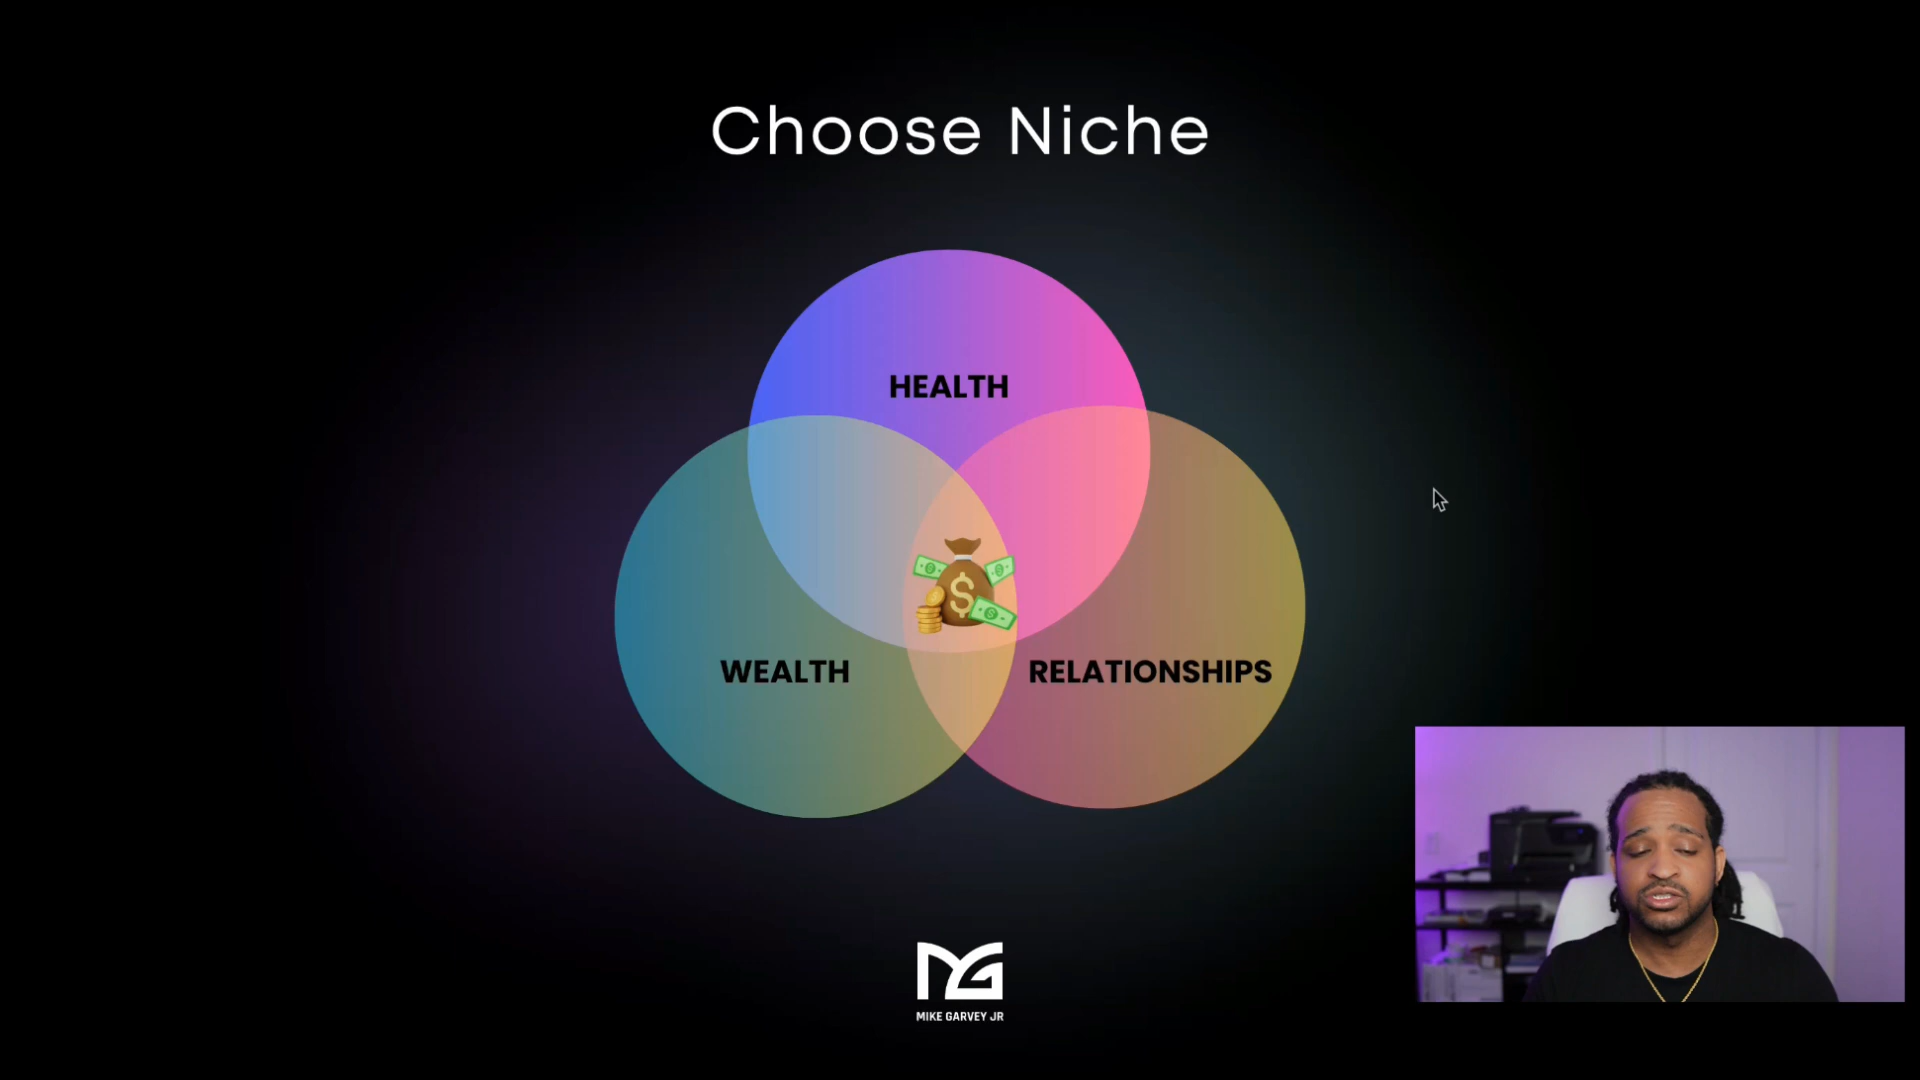 Choose Niche
HEALTH
WEALTH
RELATIONSHIPS
MIKE GARVEY JR